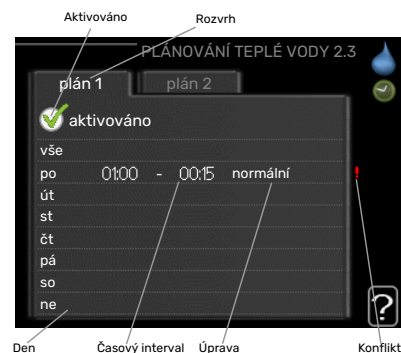 Aktivováno Rozvrh
PLÁNOVÁNÍ TEPLÉ VODY 2.3
plán 1 plán 2
aktivováno
vše
po 01:00 - 00:15 normální !
út
st
čt
pá
so
ne
?
Den Časový interval Úprava Konflikt